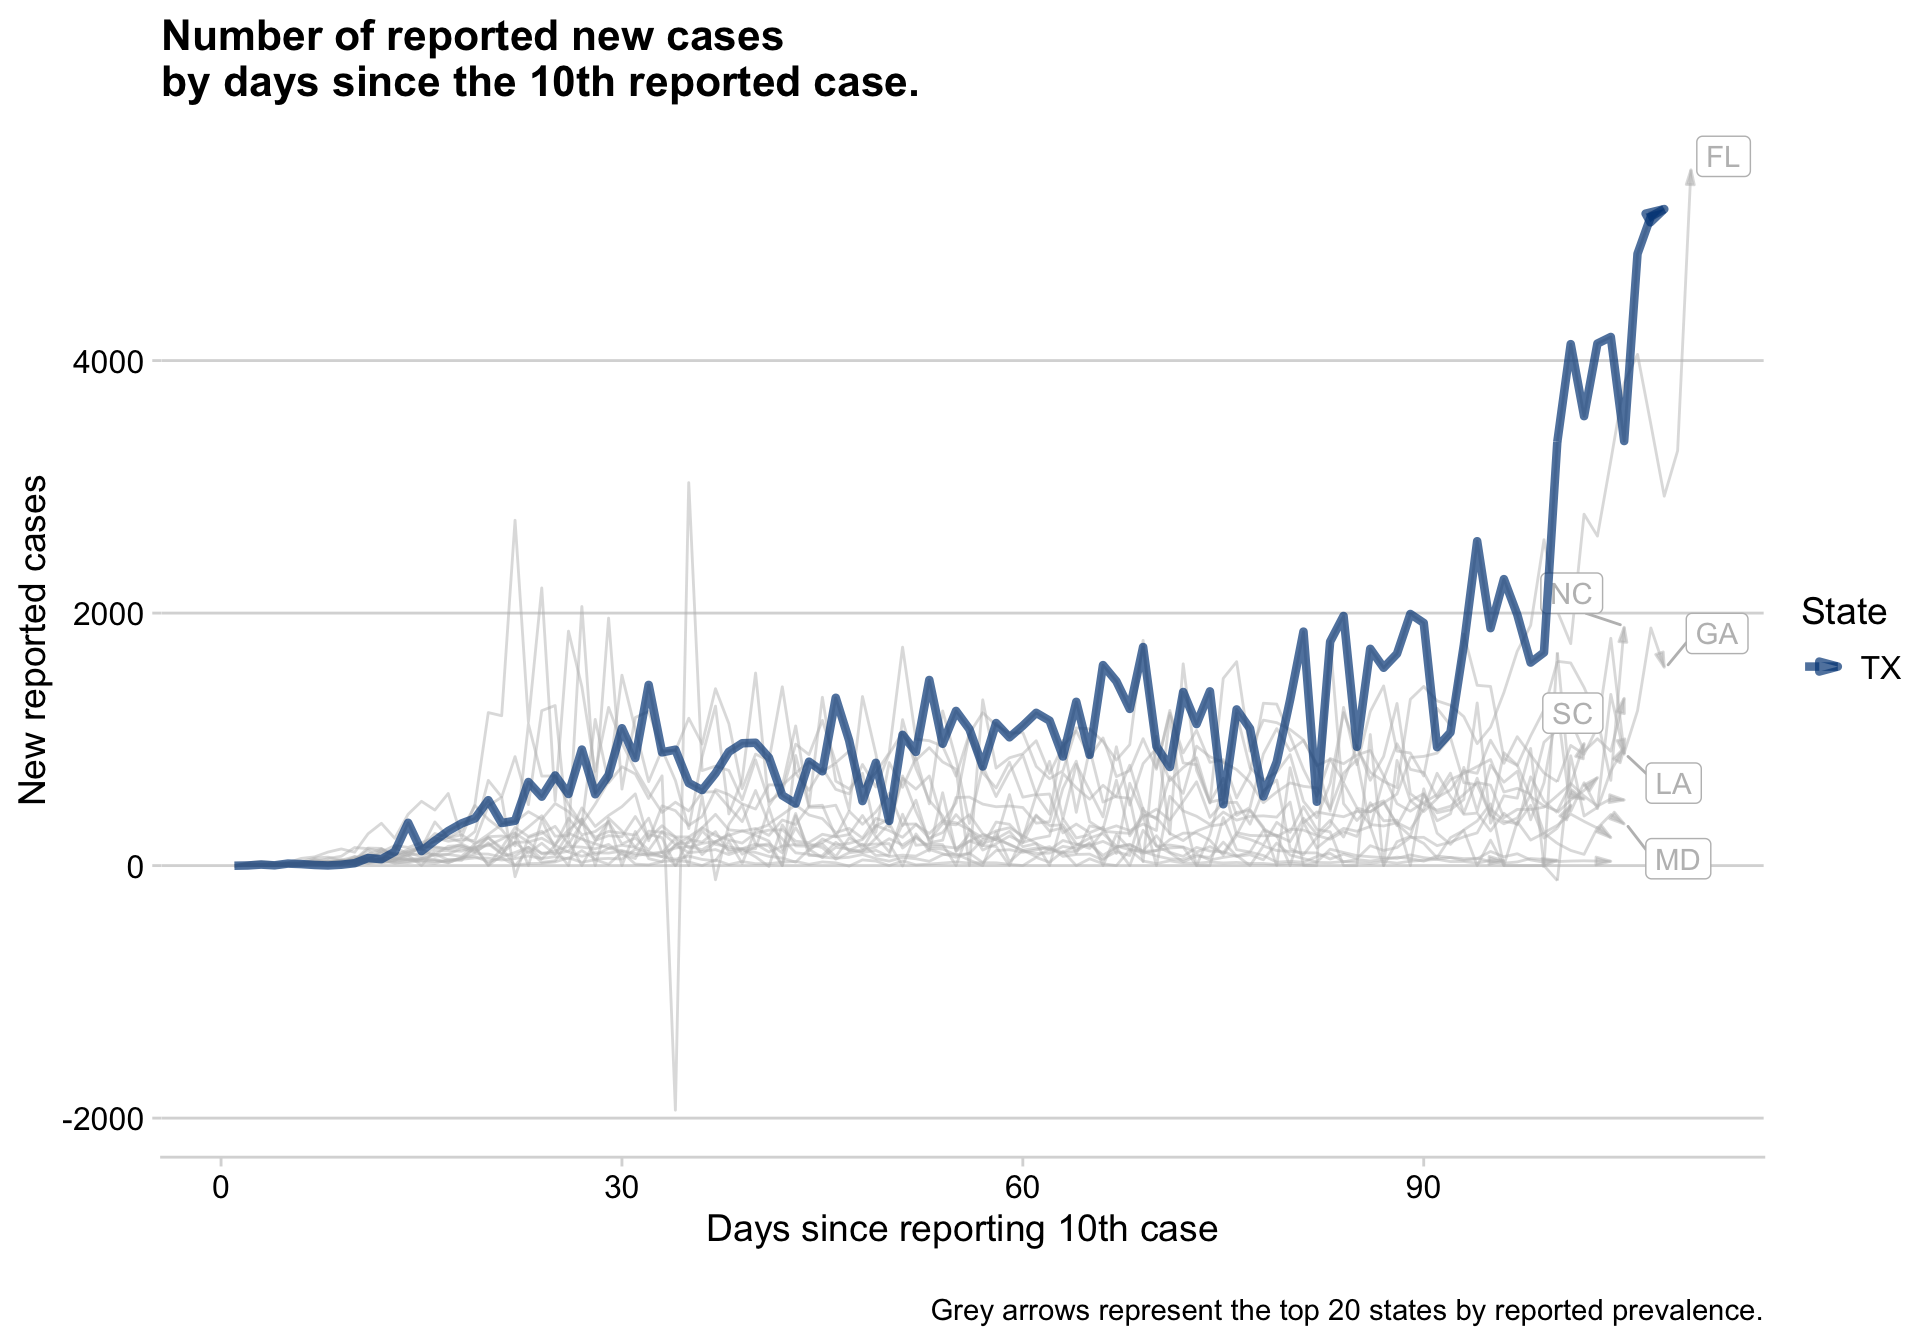 Number of reported new cases
by days since the 10th reported case.
FL
4000
NC
2000
GA
State
TX
SC
LA
MD
0
-2000
New reported cases
0 30 60 90
Days since reporting 10th case
Grey arrows represent the top 20 states by reported prevalence.